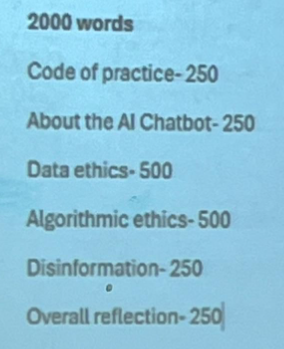 2000 words
Code of practice- 250
About the AI Chatbot- 250
Data ethics- 500
Algorithmic ethics- 500
Disinformation- 250
Overall reflection- 250